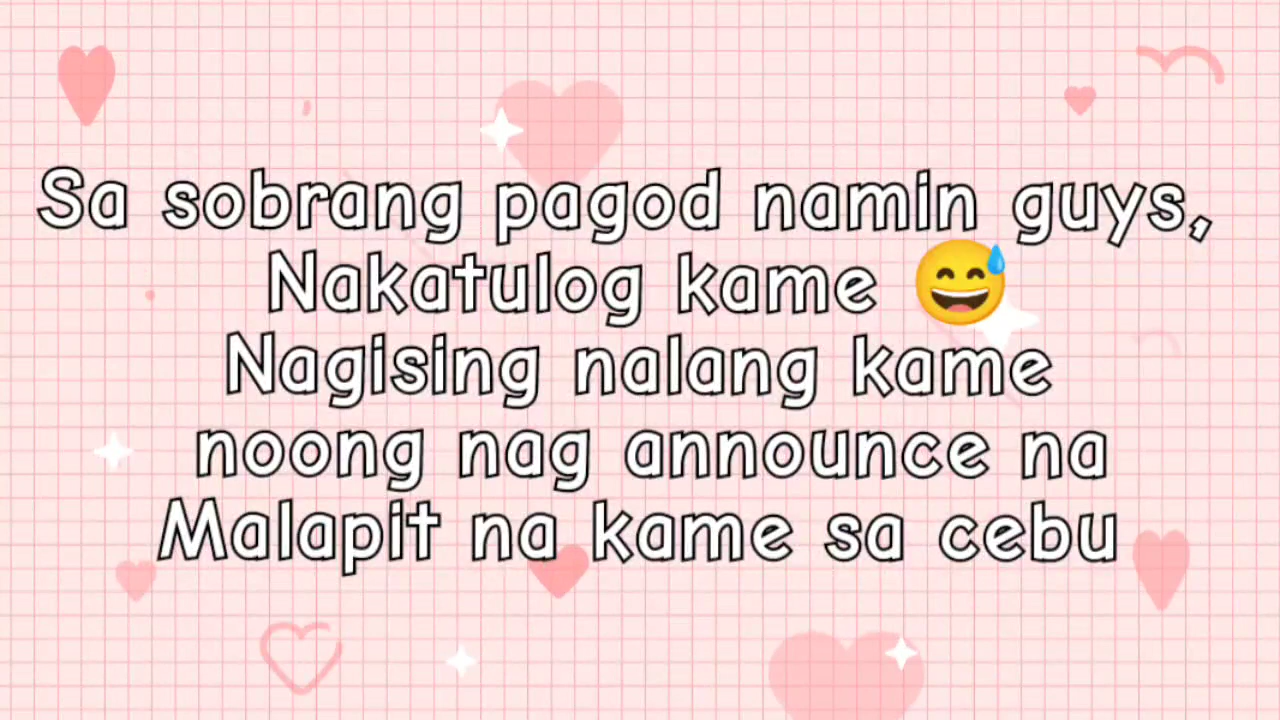 Sa sobrang pagod namin guys,
Nakatulog kame 😅
Nagising nalang kame
noong nag announce na
Malapit na kame sa cebu